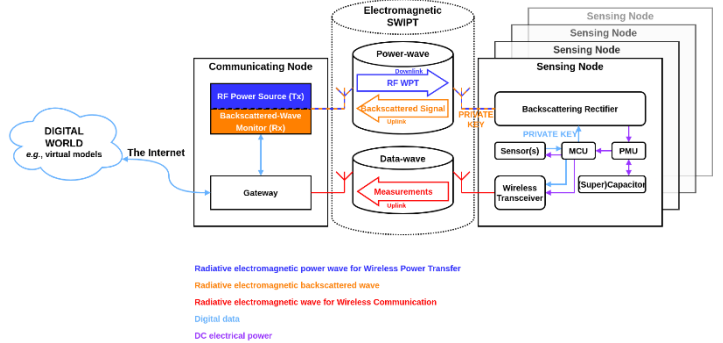 Electromagnetic
SWIPT
Sensing Node
Sensing Node
Sensing Node
Sensing Node
Communicating Node
Power-wave
Downlink
RF WPT
Backscattered Signal
Uplink
RF Power Source (Tx)
Backscattered-Wave
Monitor (Rx)
PRIVATE
KEY
Backscattering Rectifier
PRIVATE KEY
Sensor(s)
MCU
PMU
DIGITAL
WORLD
e.g., virtual models
The Internet
Gateway
Data-wave
Measurements
Uplink
Wireless
Transceiver
(Super)Capacitor
Radiative electromagnetic power wave for Wireless Power Transfer
Radiative electromagnetic backscattered wave
Radiative electromagnetic wave for Wireless Communication
Digital data
DC electrical power